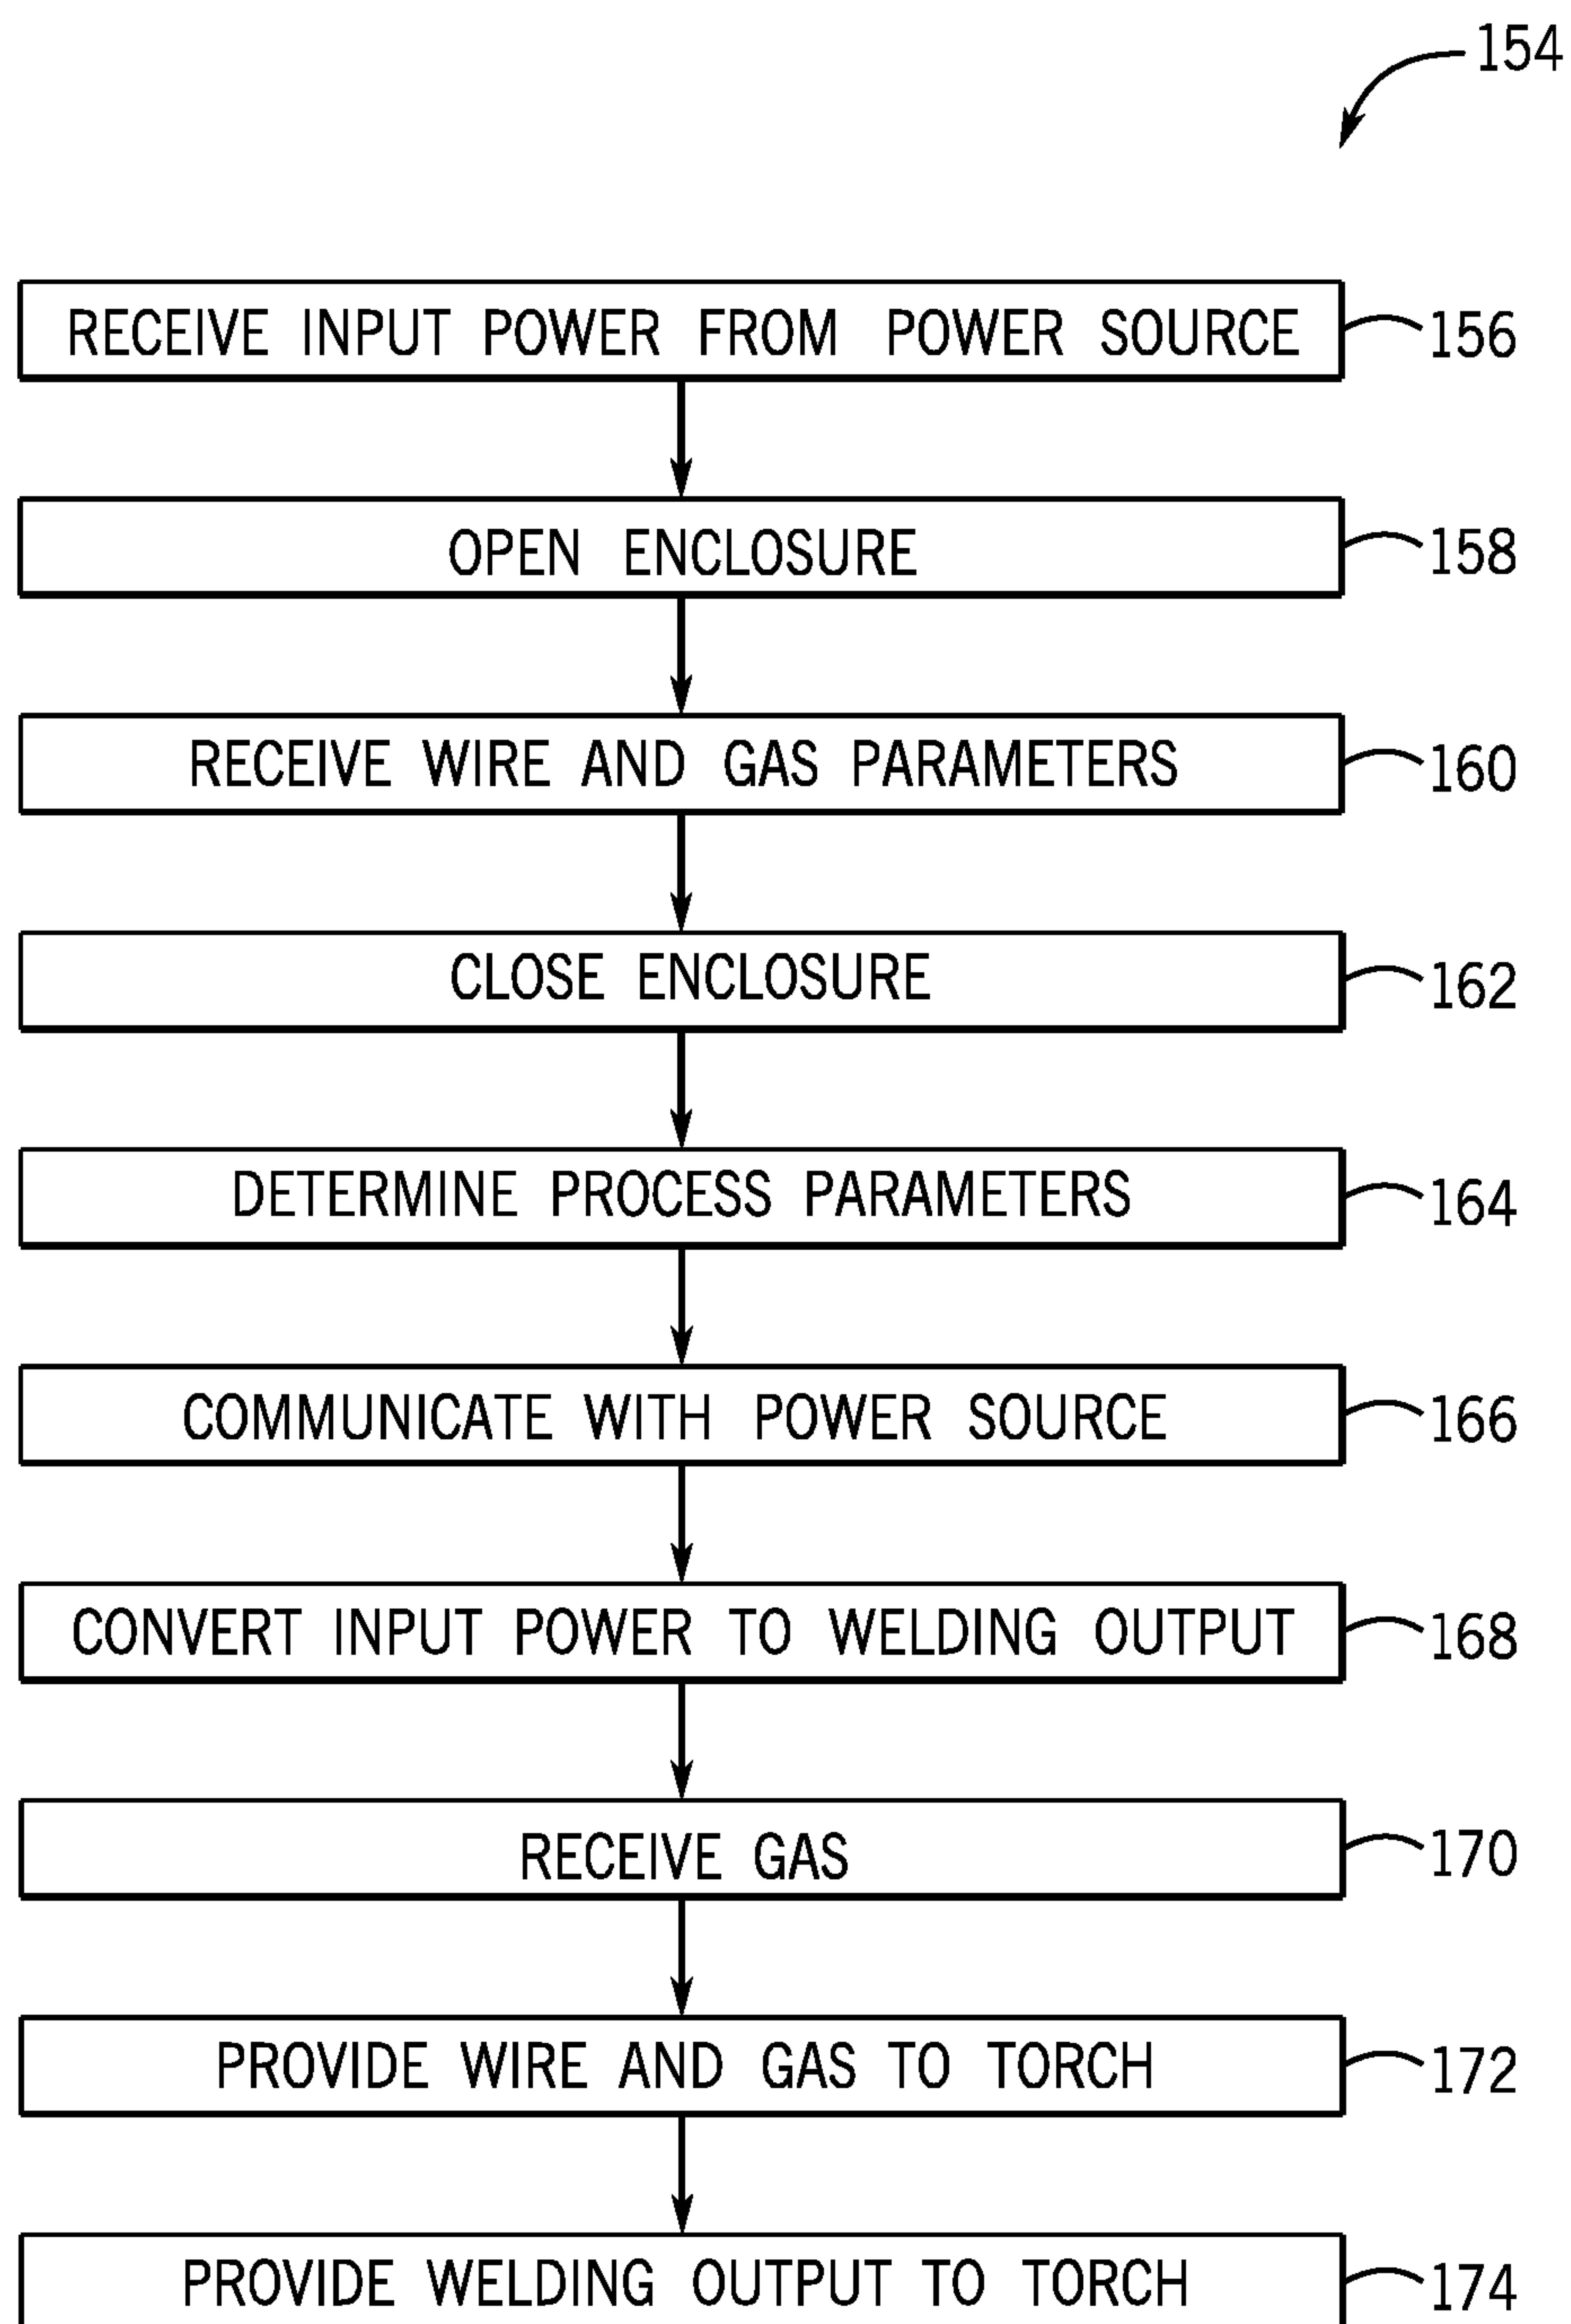 154
RECEIVE INPUT POWER FROM POWER SOURCE 156
OPEN ENCLOSURE 158
RECEIVE WIRE AND GAS PARAMETERS 160
CLOSE ENCLOSURE 162
DETERMINE PROCESS PARAMETERS 164
COMMUNICATE WITH POWER SOURCE 166
CONVERT INPUT POWER TO WELDING OUTPUT 168
RECEIVE GAS 170
PROVIDE WIRE AND GAS TO TORCH 172
PROVIDE WELDING OUTPUT TO TORCH 174